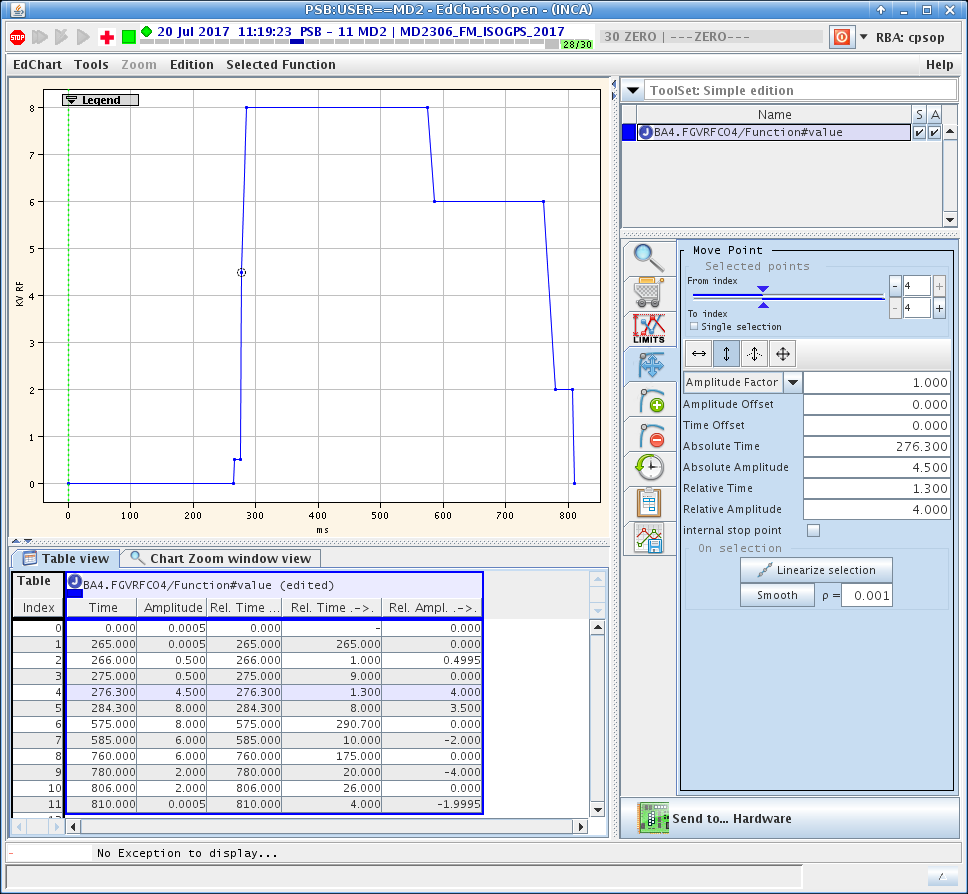 PSB:USER==MD2 - EdChartsOpen - (INCA)
STOP
20 Jul 2017 11:19:23 PSB - 11 MD2 | MD2306_FM_ISOGPS_2017
28/30
30 ZERO | ---ZERO---
RBA: cpsop
EdChart Tools Zoom Edition Selected Function Help
Legend
8
7
6
5
4
3
2
1
0
KV RF
0 100 200 300 400 500 600 700 800
ms
ToolSet: Simple edition
Name S A
BA4.FGVRFCO4/Function#value
LIMITS
Move Point
Selected points
From index
- 4 +
To index
- 4 +
Single selection
Amplitude Factor 1.000
Amplitude Offset 0.000
Time Offset 0.000
Absolute Time 276.300
Absolute Amplitude 4.500
Relative Time 1.300
Relative Amplitude 4.000
internal stop point
On selection
Linearize selection
Smooth ρ = 0.001
Send to... Hardware
Table view Chart Zoom window view
Table BA4.FGVRFCO4/Function#value (edited)
Index Time Amplitude Rel. Time ... Rel. Time .->. Rel. Ampl. .->.
0 0.000 0.0005 0.000 - 0.000
1 265.000 0.0005 265.000 265.000 0.000
2 266.000 0.500 266.000 1.000 0.4995
3 275.000 0.500 275.000 9.000 0.000
4 276.300 4.500 276.300 1.300 4.000
5 284.300 8.000 284.300 8.000 3.500
6 575.000 8.000 575.000 290.700 0.000
7 585.000 6.000 585.000 10.000 -2.000
8 760.000 6.000 760.000 175.000 0.000
9 780.000 2.000 780.000 20.000 -4.000
10 806.000 2.000 806.000 26.000 0.000
11 810.000 0.0005 810.000 4.000 -1.9995
- No Exception to display...